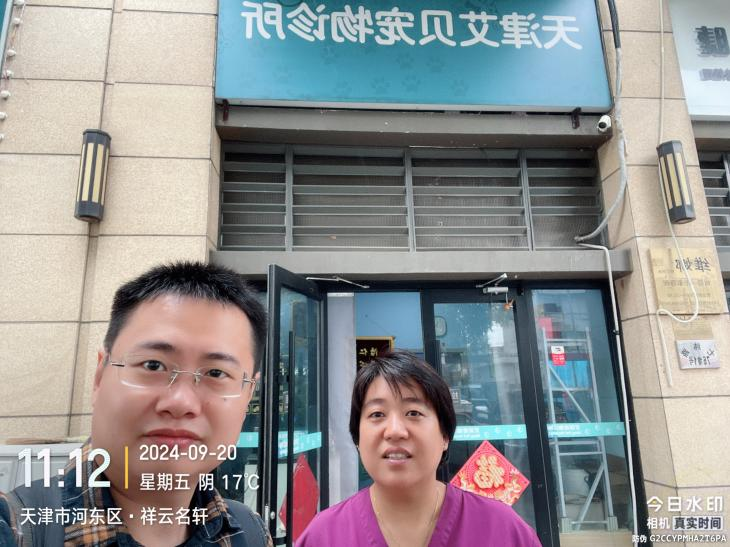 天津艾贝宠物诊所
维娜
11:12
2024-09-20
星期五 阴 17℃
天津市河东区·祥云名轩
福
今日水印
相机 真实时间
防伪 G2CCYPMHA2T6PA